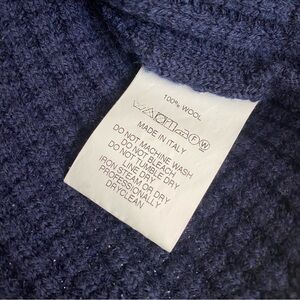 100% WOOL
F W
MADE IN ITALY
DO NOT MACHINE WASH
DO NOT BLEACH
DO NOT TUMBLE DRY
LINE DRY
IRON STEAM OR DRY
PROFESSIONALLY
DRYCLEAN